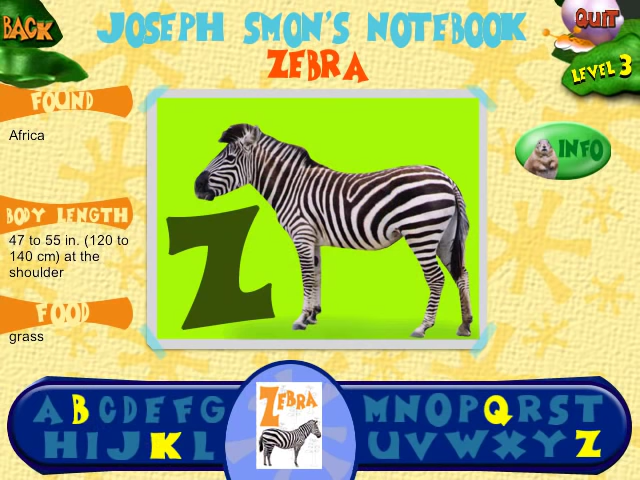 BACK
JOSEPH SMON'S NOTEBOOK
QUIT
ZEBRA
LEVEL 3
FOUND
Africa
INFO
BODY LENGTH
47 to 55 in. (120 to
140 cm) at the
shoulder
FOOD
grass
Z
ABCDEFG
HIJKL
ZEBRA
MNOPQRST
UVWXYZ